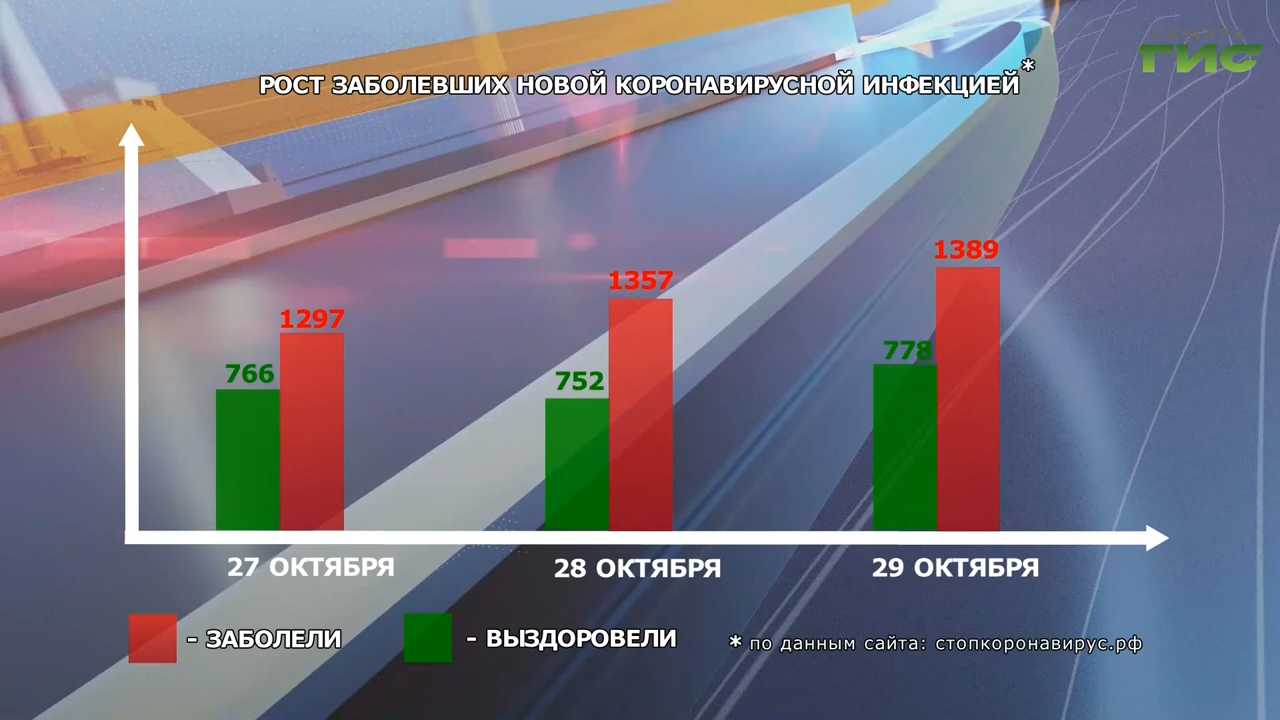 САМАРА
ГИС
РОСТ ЗАБОЛЕВШИХ НОВОЙ КОРОНАВИРУСНОЙ ИНФЕКЦИЕЙ*
766
1297
752
1357
778
1389
27 ОКТЯБРЯ
28 ОКТЯБРЯ
29 ОКТЯБРЯ
- ЗАБОЛЕЛИ
- ВЫЗДОРОВЕЛИ
* по данным сайта: стопкоронавирус.рф